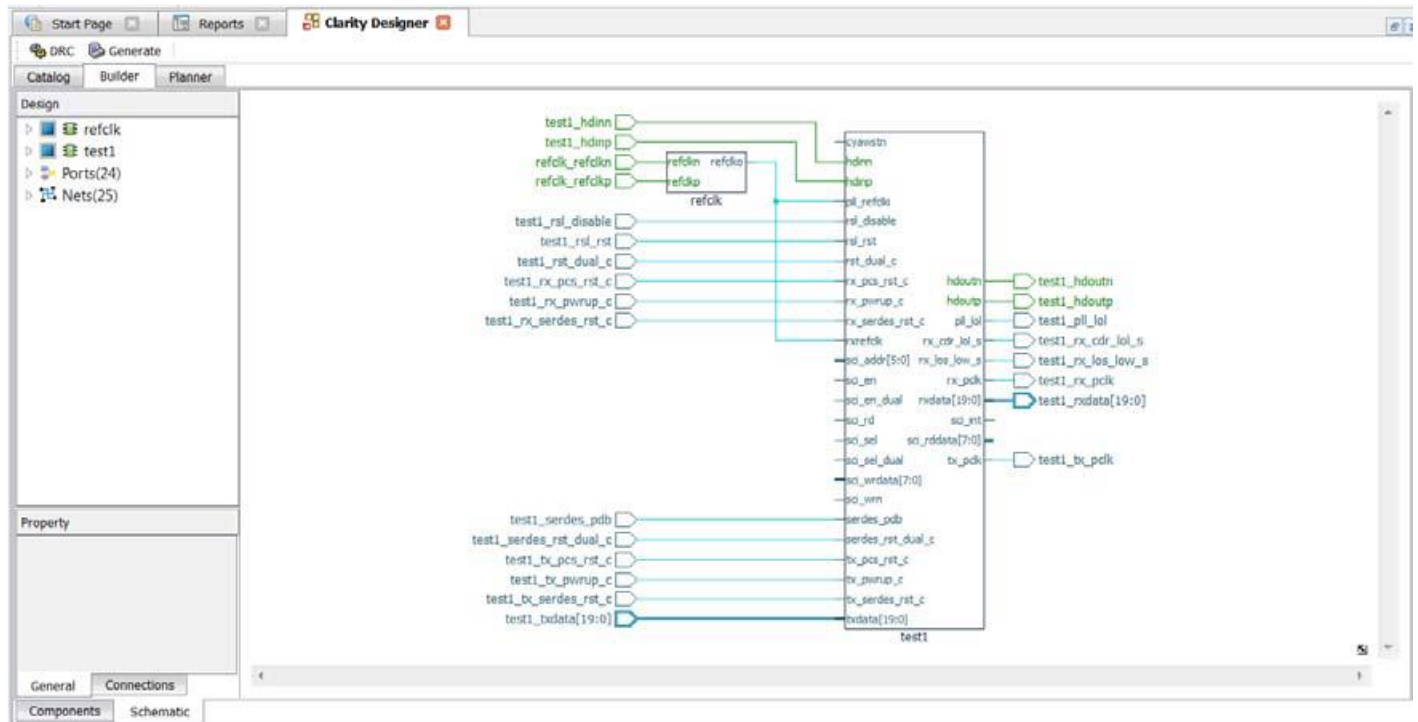 Start Page Reports Clarity Designer
DRC Generate
Catalog Builder Planner
Design
refclk
test1
Ports(24)
Nets(25)
Property
General Connections
Components Schematic
test1_hdinn
test1_hdinp
refclk_refclkn
refclk_refclkp
refclkn refclko
refclkp
refclk
test1_rsl_disable
test1_rsl_rst
test1_rst_dual_c
test1_rx_pcs_rst_c
test1_rx_pwrup_c
test1_rx_serdes_rst_c
test1_serdes_pdb
test1_serdes_rst_dual_c
test1_tx_pcs_rst_c
test1_tx_pwrup_c
test1_tx_serdes_rst_c
test1_txdata[19:0]
cyawstn
hdinn
hdinp
pll_refclki
rsl_disable
rsl_rst
rst_dual_c
rx_pcs_rst_c hdoutn
rx_pwrup_c hdoutp
rx_serdes_rst_c pll_lol
rxrefclk rx_cdr_lol_s
sci_addr[5:0] rx_los_low_s
sci_en rx_pclk
sci_en_dual rxdata[19:0]
sci_rd sci_int
sci_sel sci_rddata[7:0]
sci_sel_dual tx_pclk
sci_wrdata[7:0]
sci_wrn
serdes_pdb
serdes_rst_dual_c
tx_pcs_rst_c
tx_pwrup_c
tx_serdes_rst_c
txdata[19:0]
test1
test1_hdoutn
test1_hdoutp
test1_pll_lol
test1_rx_cdr_lol_s
test1_rx_los_low_s
test1_rx_pclk
test1_rxdata[19:0]
test1_tx_pclk